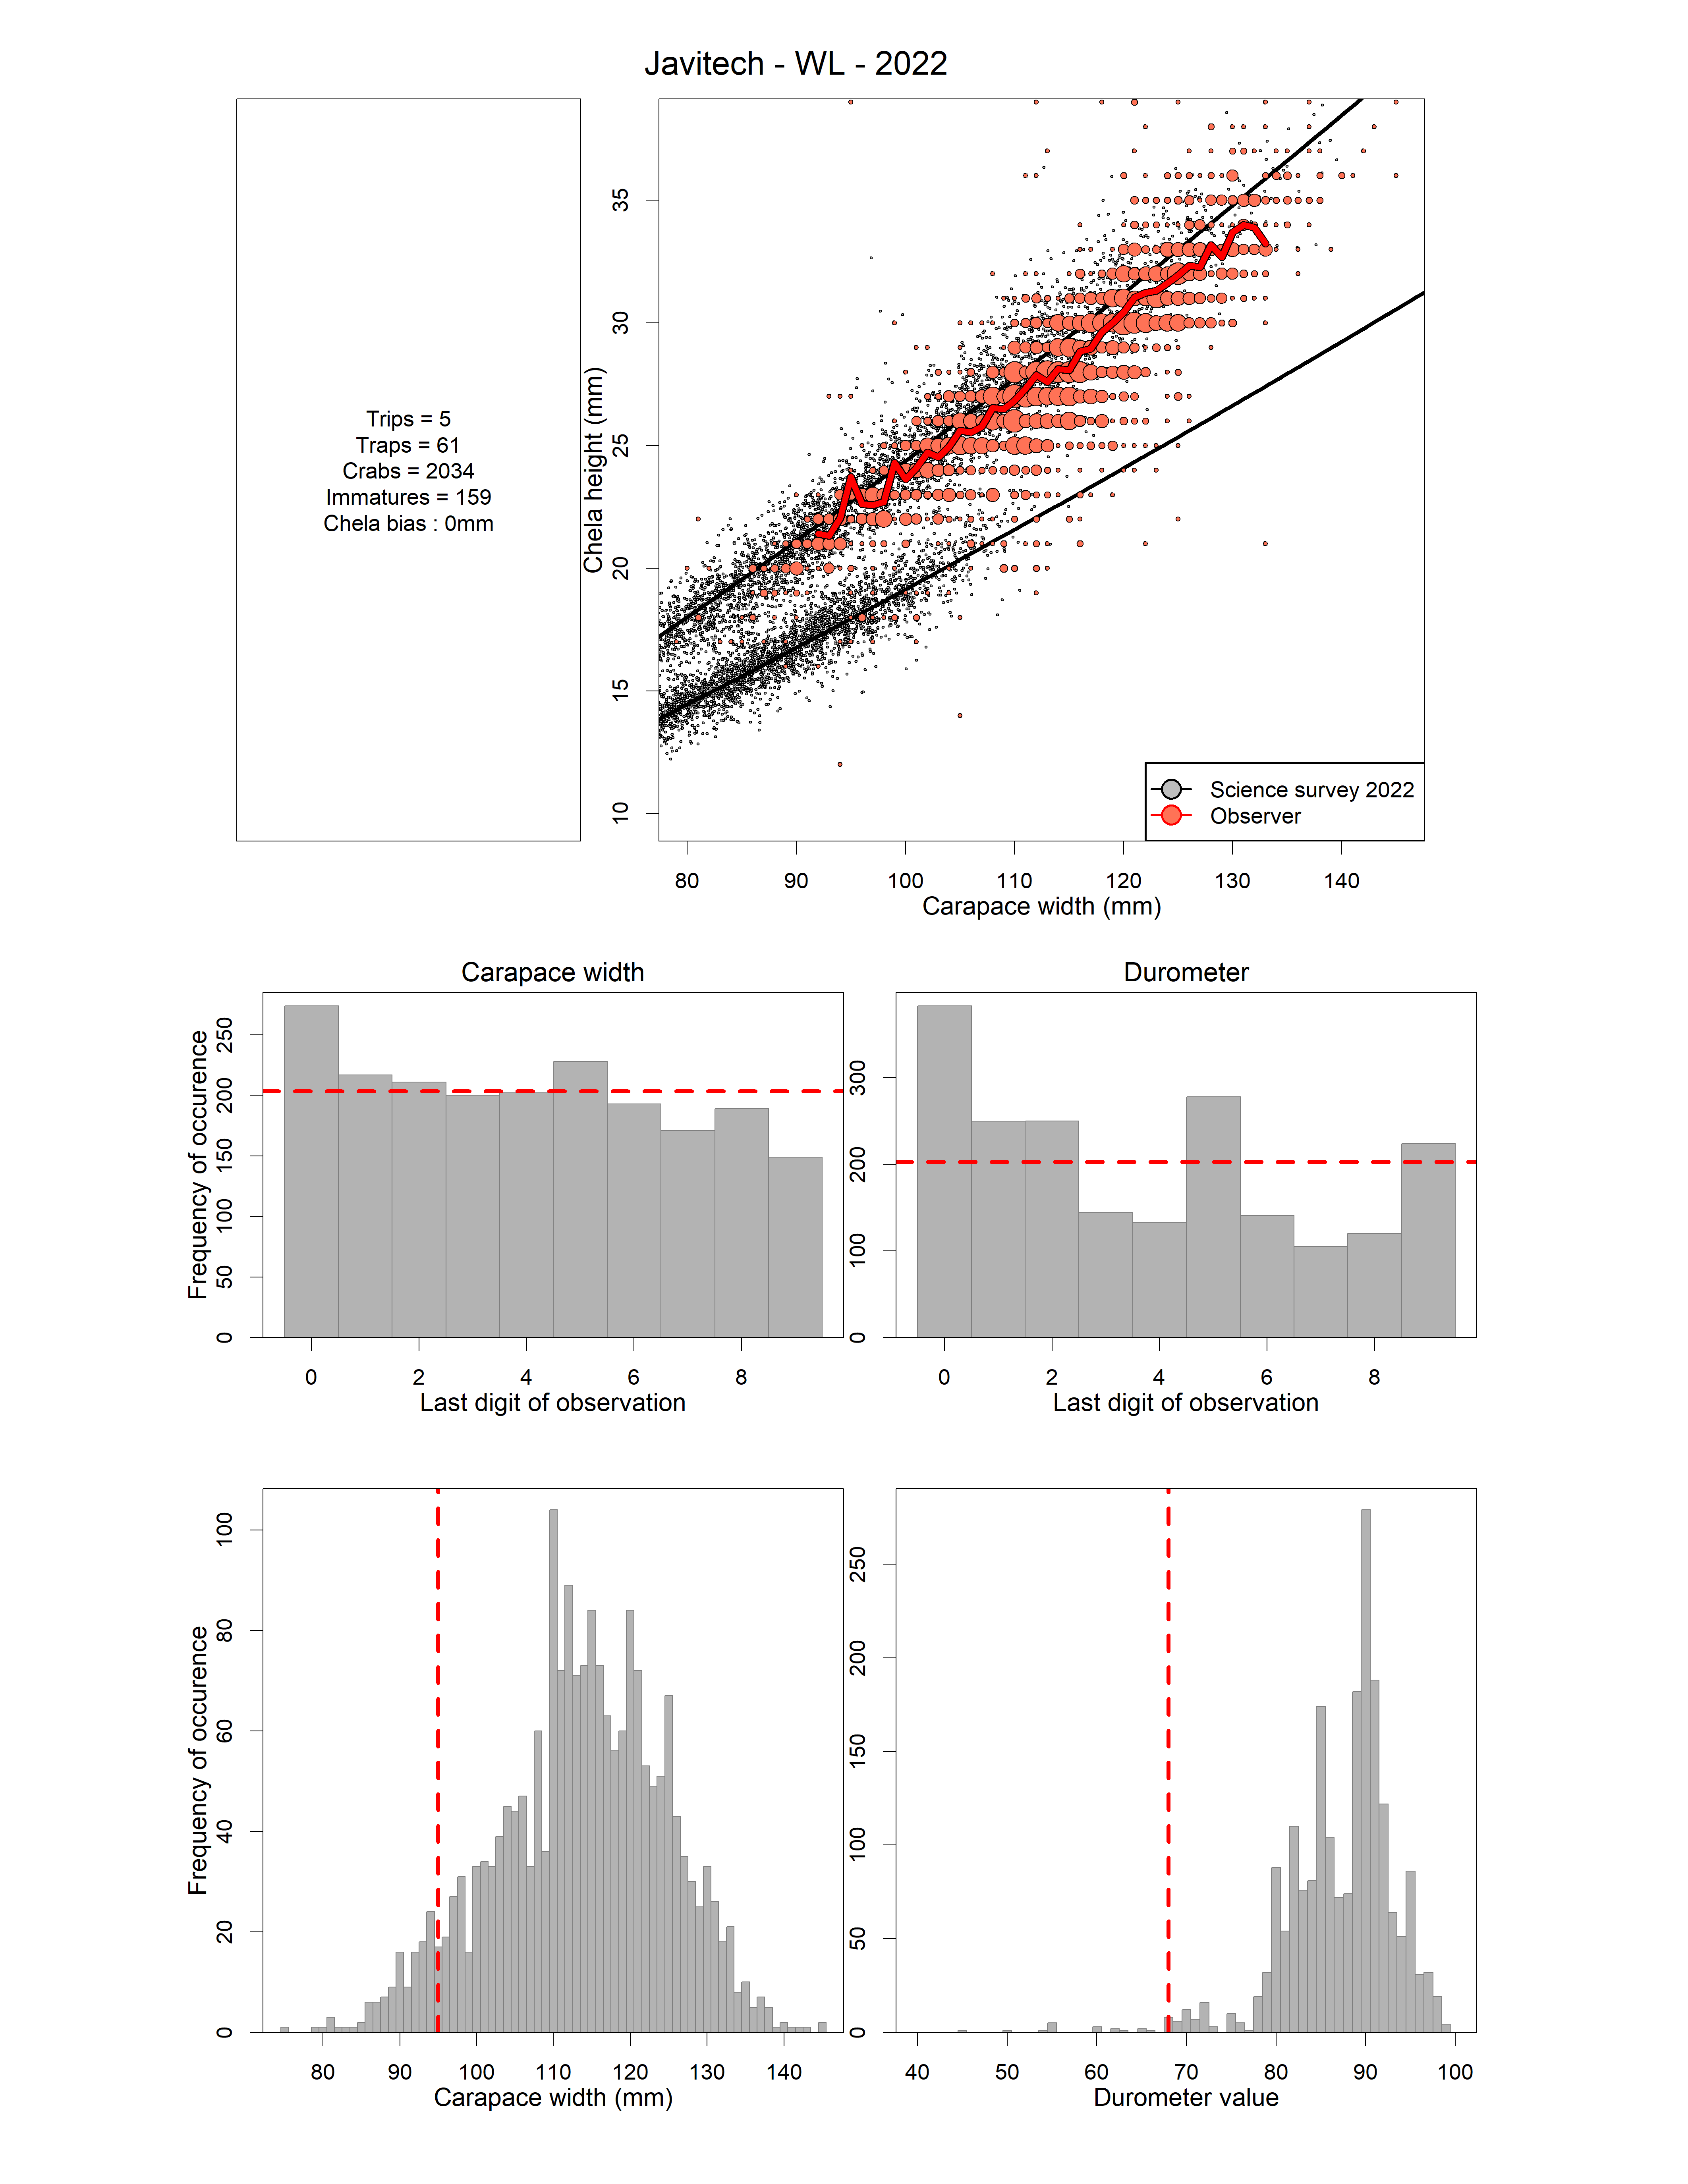 Javitech - WL - 2022
Trips = 5
Traps = 61
Crabs = 2034
Immatures = 159
Chela bias : 0mm
Chela height (mm)
35
30
25
20
15
10
Science survey 2022
Observer
80 90 100 110 120 130 140
Carapace width (mm)
Carapace width
Frequency of occurence
250
200
150
100
50
0
0 2 4 6 8
Last digit of observation
Durometer
300
200
100
0
0 2 4 6 8
Last digit of observation
Frequency of occurence
100
80
60
40
20
0
80 90 100 110 120 130 140
Carapace width (mm)
250
200
150
100
50
0
40 50 60 70 80 90 100
Durometer value